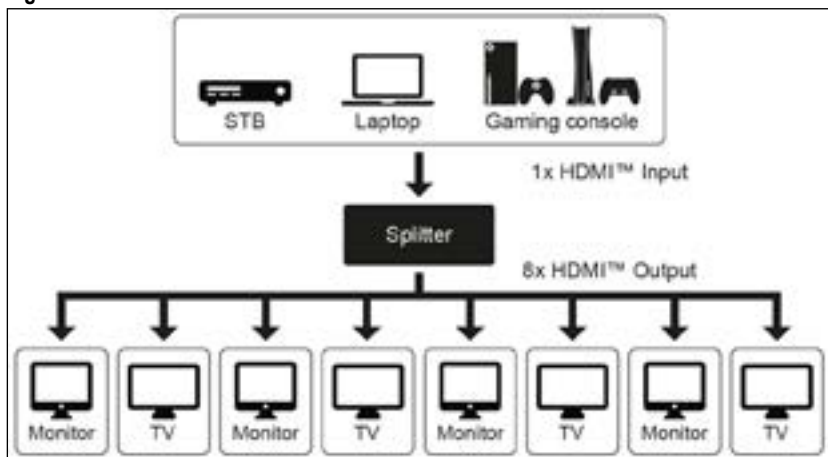 STB Laptop Gaming console
1x HDMI™ Input
Splitter
8x HDMI™ Output
Monitor TV Monitor TV Monitor TV Monitor TV